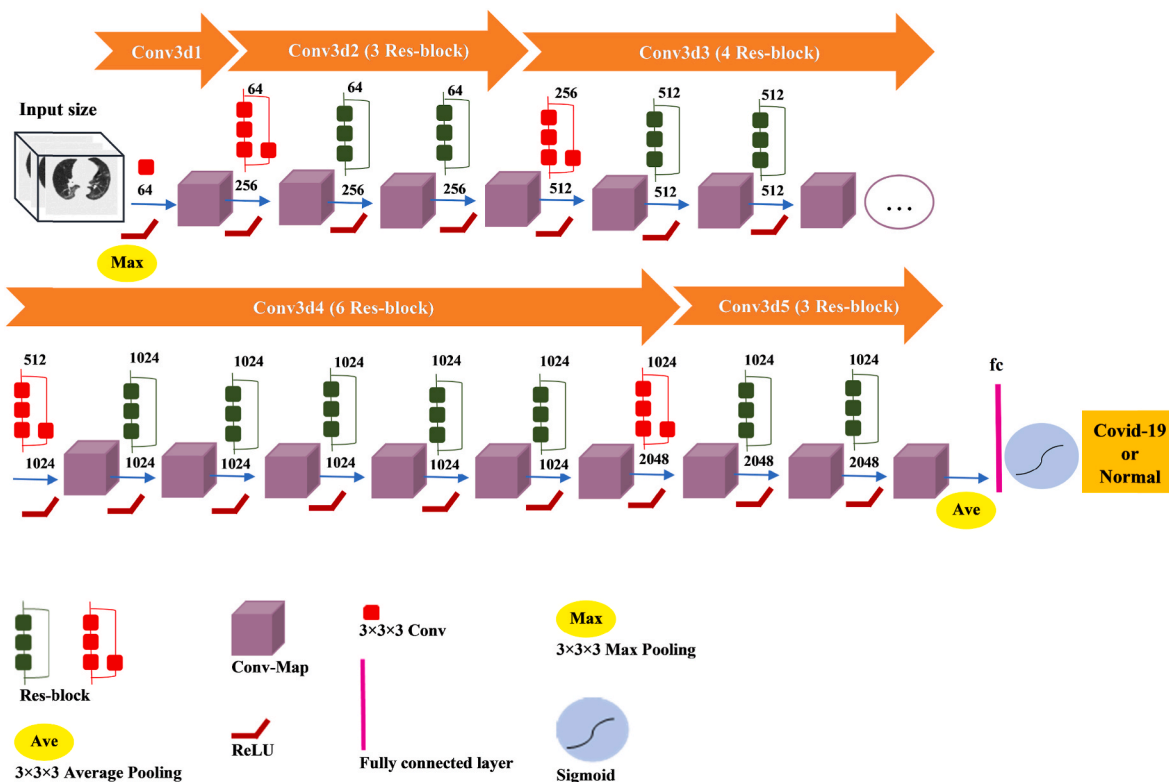 Conv3d1 Conv3d2 (3 Res-block) Conv3d3 (4 Res-block)
Input size
64 64 64 256 512 512
64 256 256 256 512 512 512
...
Max
Conv3d4 (6 Res-block) Conv3d5 (3 Res-block)
512 1024 1024 1024 1024 1024 1024 1024 1024
fc
1024 1024 1024 1024 1024 1024 2048 2048 2048
Covid-19
or
Normal
Ave
Max
3×3×3 Conv
3×3×3 Max Pooling
Conv-Map
Res-block
Ave
ReLU
3×3×3 Average Pooling
Fully connected layer
Sigmoid